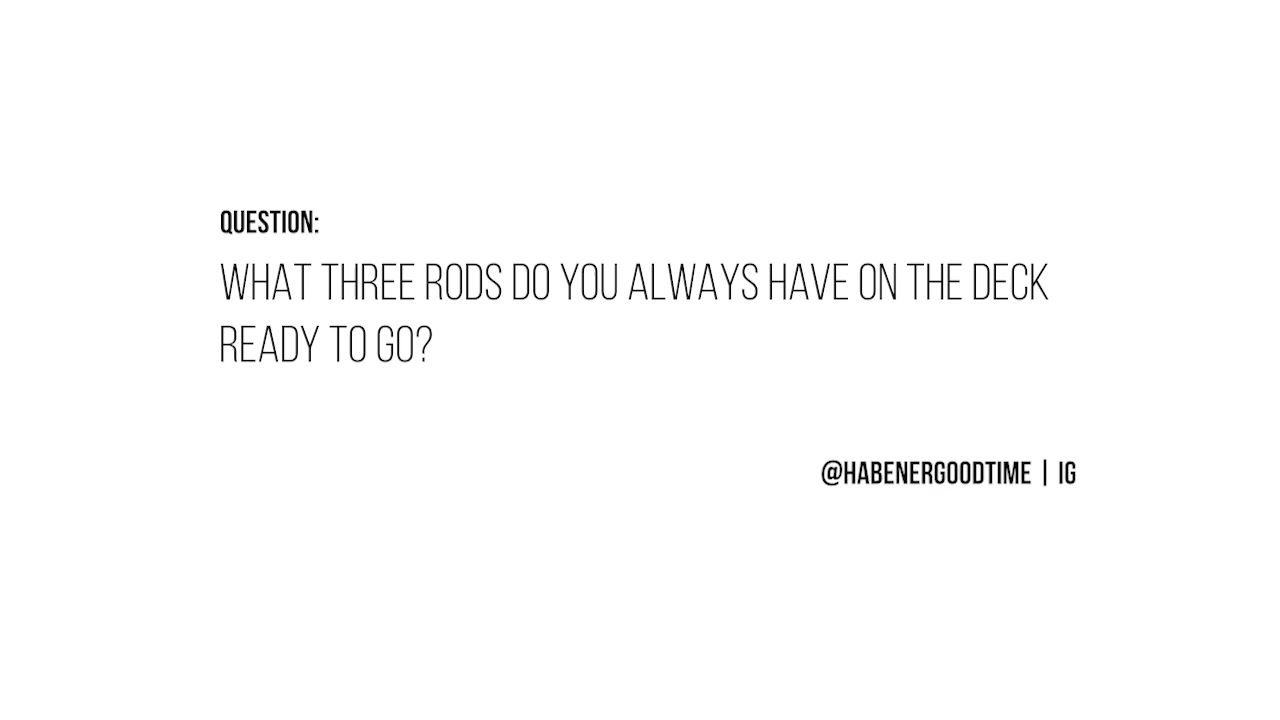 QUESTION:
WHAT THREE RODS DO YOU ALWAYS HAVE ON THE DECK
READY TO GO?
@HABENERGOODTIME | IG